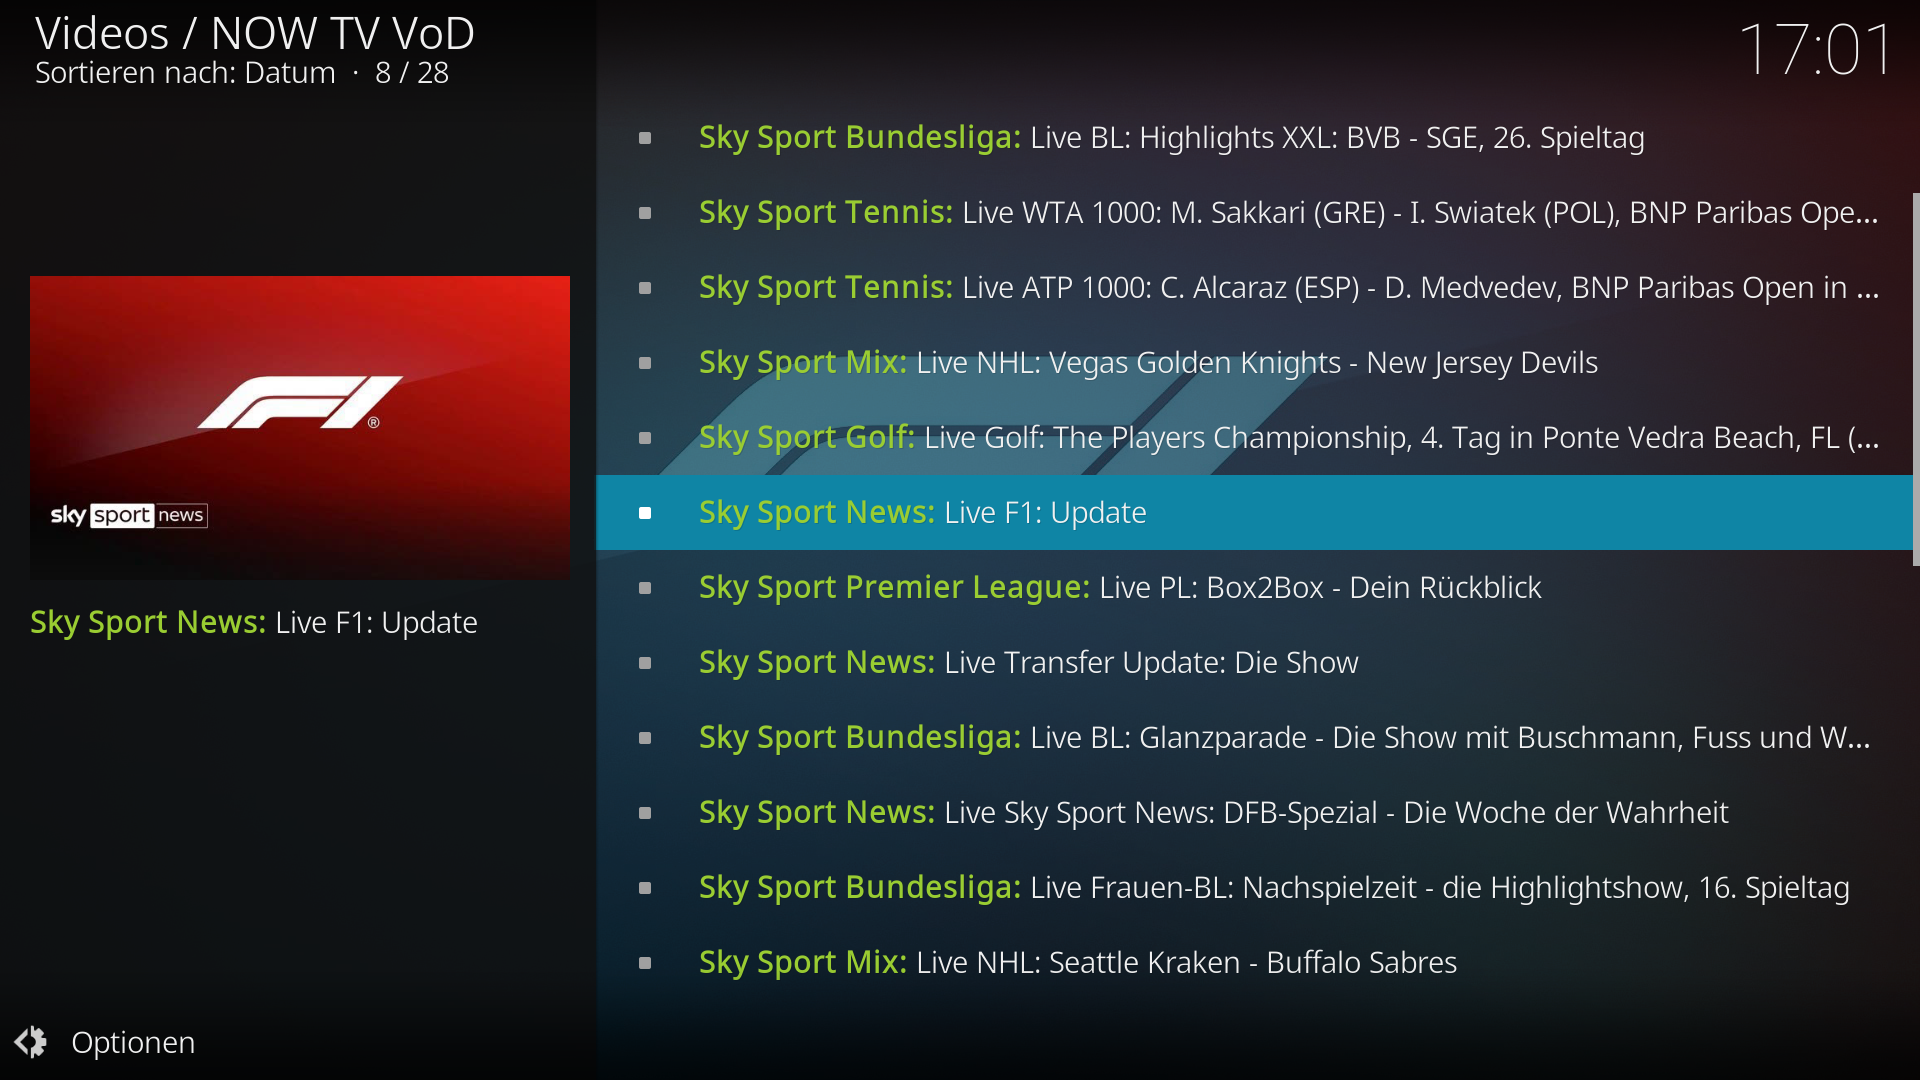 Videos / NOW TV VoD
Sortieren nach: Datum · 8 / 28
17:01
Sky Sport Bundesliga: Live BL: Highlights XXL: BVB - SGE, 26. Spieltag
Sky Sport Tennis: Live WTA 1000: M. Sakkari (GRE) - I. Swiatek (POL), BNP Paribas Ope...
Sky Sport Tennis: Live ATP 1000: C. Alcaraz (ESP) - D. Medvedev, BNP Paribas Open in ...
Sky Sport Mix: Live NHL: Vegas Golden Knights - New Jersey Devils
Sky Sport Golf: Live Golf: The Players Championship, 4. Tag in Ponte Vedra Beach, FL (...
Sky Sport News: Live F1: Update
Sky Sport Premier League: Live PL: Box2Box - Dein Rückblick
Sky Sport News: Live Transfer Update: Die Show
Sky Sport Bundesliga: Live BL: Glanzparade - Die Show mit Buschmann, Fuss und W...
Sky Sport News: Live Sky Sport News: DFB-Spezial - Die Woche der Wahrheit
Sky Sport Bundesliga: Live Frauen-BL: Nachspielzeit - die Highlightshow, 16. Spieltag
Sky Sport Mix: Live NHL: Seattle Kraken - Buffalo Sabres
F1®
sky sport news
Sky Sport News: Live F1: Update
Optionen